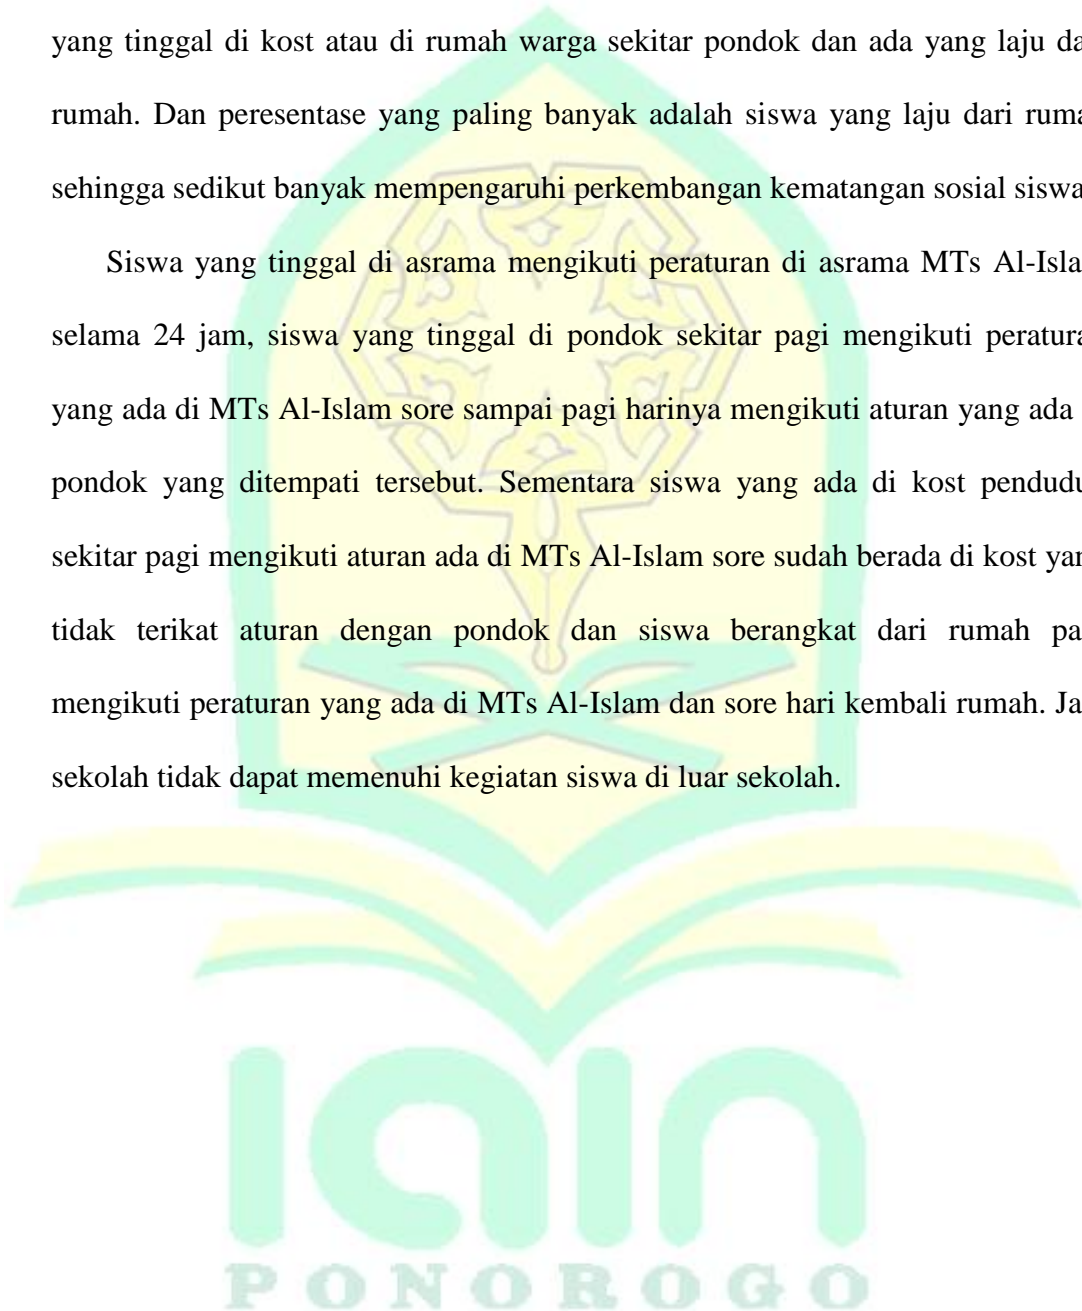 yang tinggal di kost atau di rumah warga sekitar pondok dan ada yang laju da
rumah. Dan peresentase yang paling banyak adalah siswa yang laju dari ruma
sehingga sedikut banyak mempengaruhi perkembangan kematangan sosial siswa
Siswa yang tinggal di asrama mengikuti peraturan di asrama MTs Al-Isla
selama 24 jam, siswa yang tinggal di pondok sekitar pagi mengikuti peratura
yang ada di MTs Al-Islam sore sampai pagi harinya mengikuti aturan yang ada
pondok yang ditempati tersebut. Sementara siswa yang ada di kost pendudu
sekitar pagi mengikuti aturan ada di MTs Al-Islam sore sudah berada di kost yan
tidak terikat aturan dengan pondok dan siswa berangkat dari rumah pa
mengikuti peraturan yang ada di MTs Al-Islam dan sore hari kembali rumah. Ja
sekolah tidak dapat memenuhi kegiatan siswa di luar sekolah.
iain
PONOROGO